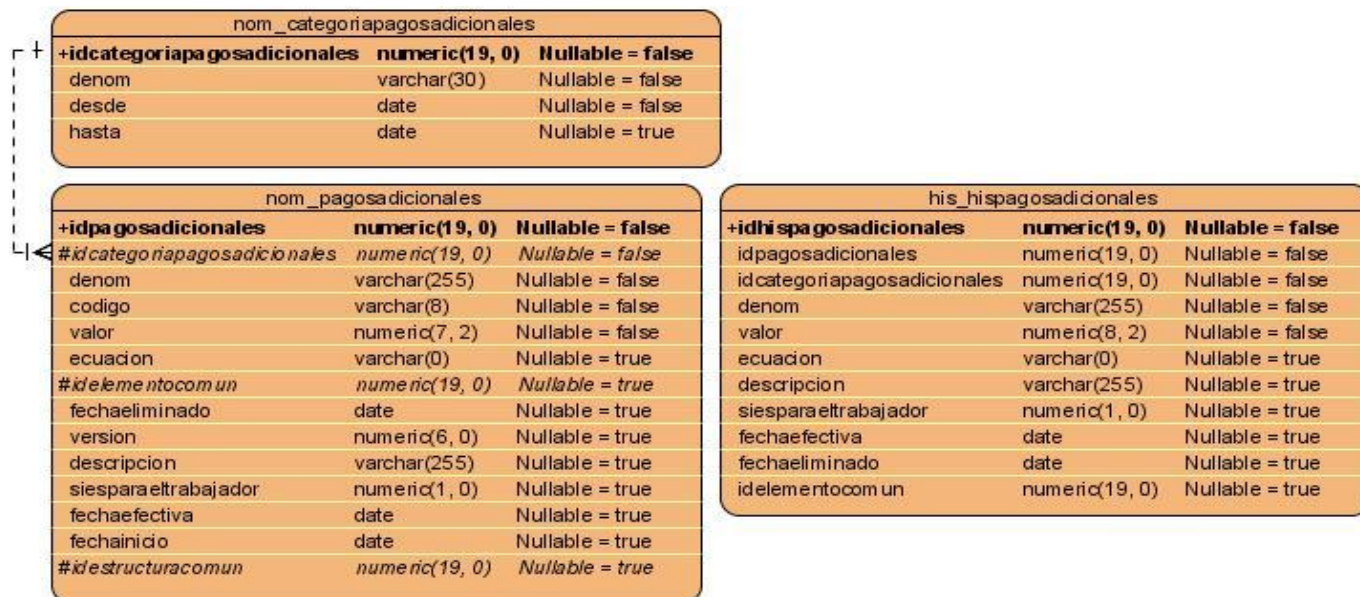 nom_categoriapagosadicionales
+idcategoriapagosadicionales numeric(19, 0) Nullable = false
denom varchar(30) Nullable = false
desde date Nullable = false
hasta date Nullable = true
nom_pagosadicionales
+idpagosadicionales numeric(19, 0) Nullable = false
#idcategoriapagosadicionales numeric(19, 0) Nullable = false
denom varchar(255) Nullable = false
codigo varchar(8) Nullable = false
valor numeric(7, 2) Nullable = false
ecuacion varchar(0) Nullable = true
#idelementocomun numeric(19, 0) Nullable = true
fechaeliminado date Nullable = true
version numeric(6, 0) Nullable = true
descripcion varchar(255) Nullable = true
siesparaeltrabajador numeric(1, 0) Nullable = true
fechaefectiva date Nullable = true
fechainicio date Nullable = true
#idestructuracomun numeric(19, 0) Nullable = true
his_hispagosadicionales
+idhispagosadicionales numeric(19, 0) Nullable = false
idpagosadicionales numeric(19, 0) Nullable = false
idcategoriapagosadicionales numeric(19, 0) Nullable = false
denom varchar(255) Nullable = false
valor numeric(8, 2) Nullable = false
ecuacion varchar(0) Nullable = true
descripcion varchar(255) Nullable = true
siesparaeltrabajador numeric(1, 0) Nullable = true
fechaefectiva date Nullable = true
fechaeliminado date Nullable = true
idelementocomun numeric(19, 0) Nullable = true